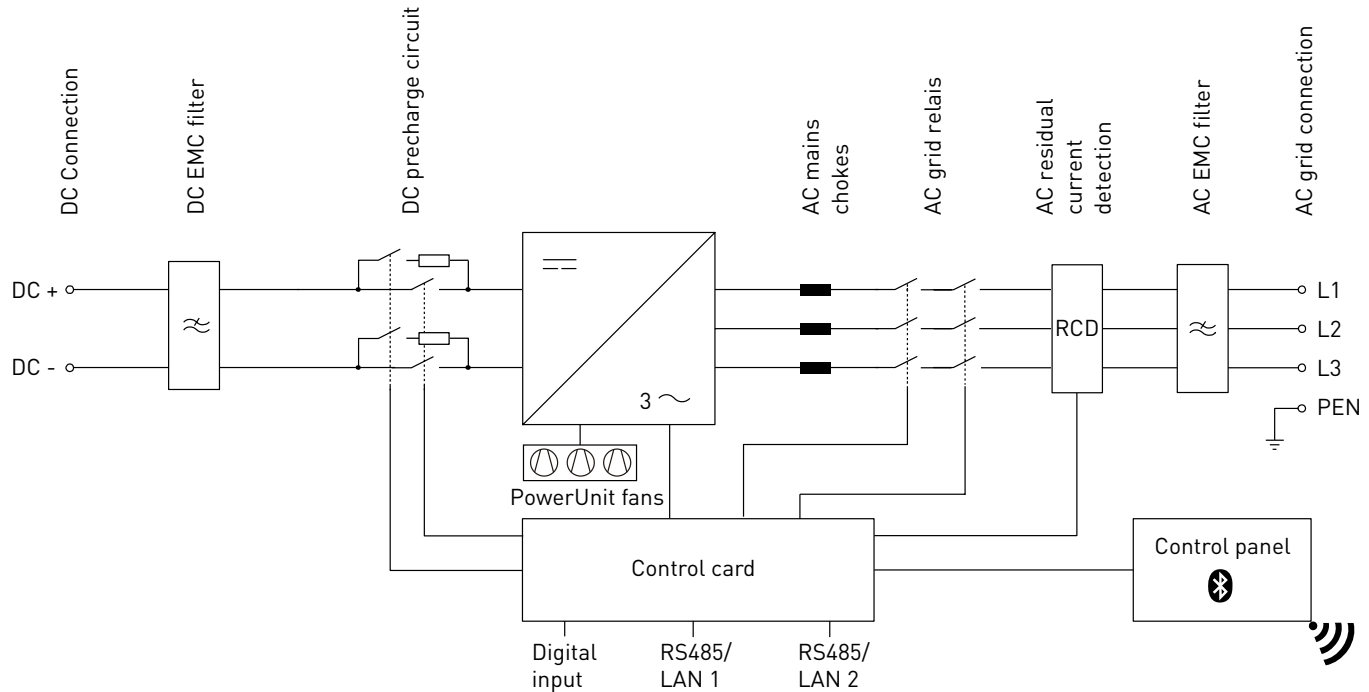 DC Connection
DC EMC filter
DC precharge circuit
AC mains
chokes
AC grid relais
AC residual
current
detection
AC EMC filter
AC grid connection
DC +
DC -
3
RCD
L1
L2
L3
PEN
PowerUnit fans
Control card
Control panel
Digital
input
RS485/
LAN 1
RS485/
LAN 2